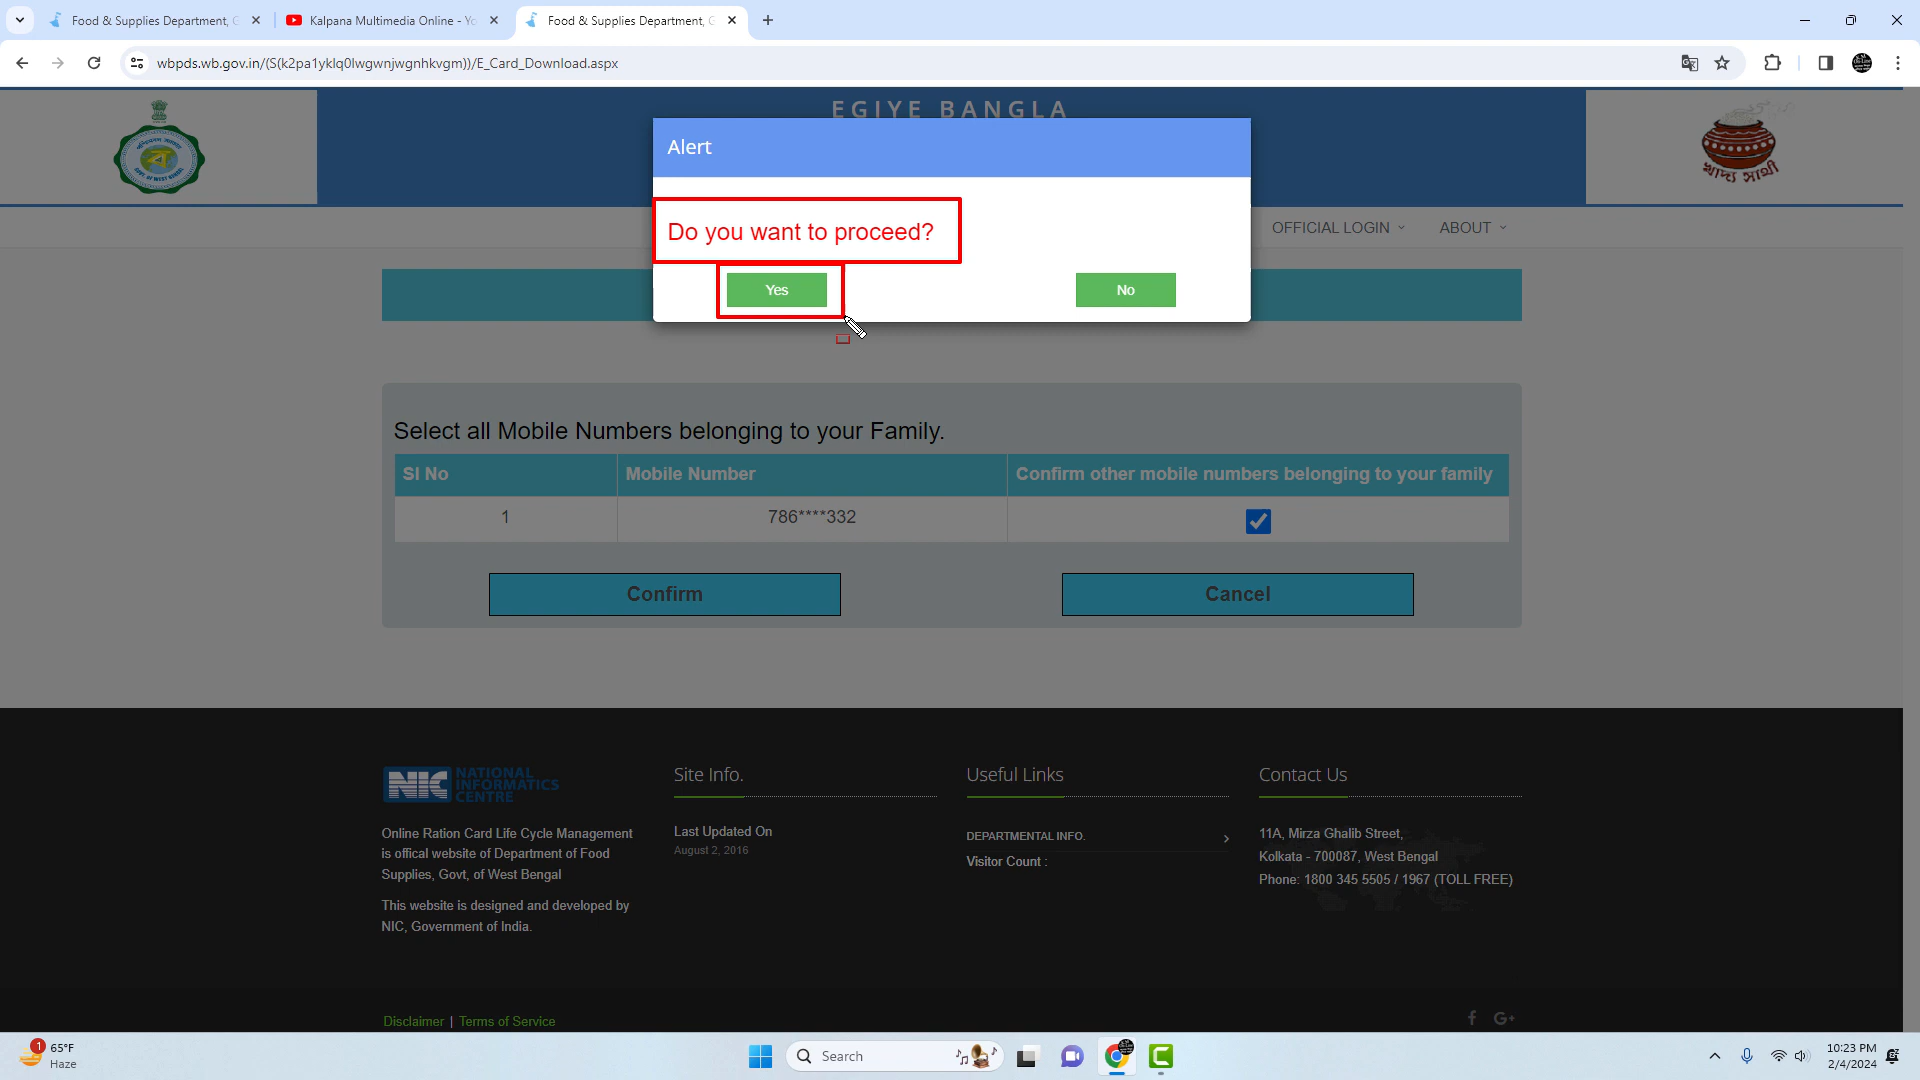 Food & Supplies Department, G
Kalpana Multimedia Online - Yo
Food & Supplies Department, G
wbpds.wb.gov.in/(S(k2pa1yklq0lwgwnjwgnhkvgm))/E_Card_Download.aspx
EGIYE BANGLA
Alert
খাদ্য সাথী
Do you want to proceed?
OFFICIAL LOGIN
ABOUT
Yes
No
Select all Mobile Numbers belonging to your Family.
Sl No
Mobile Number
Confirm other mobile numbers belonging to your family
1
786****332
Confirm
Cancel
NIC NATIONAL
INFORMATICS
CENTRE
Online Ration Card Life Cycle Management
is offical website of Department of Food
Supplies, Govt, of West Bengal
This website is designed and developed by
NIC, Government of India.
Site Info.
Last Updated On
August 2, 2016
Useful Links
DEPARTMENTAL INFO.
Visitor Count :
Contact Us
11A, Mirza Ghalib Street,
Kolkata - 700087, West Bengal
Phone: 1800 345 5505 / 1967 (TOLL FREE)
Disclaimer | Terms of Service
G+
1
65°F
Haze
Search
10:23 PM
2/4/2024